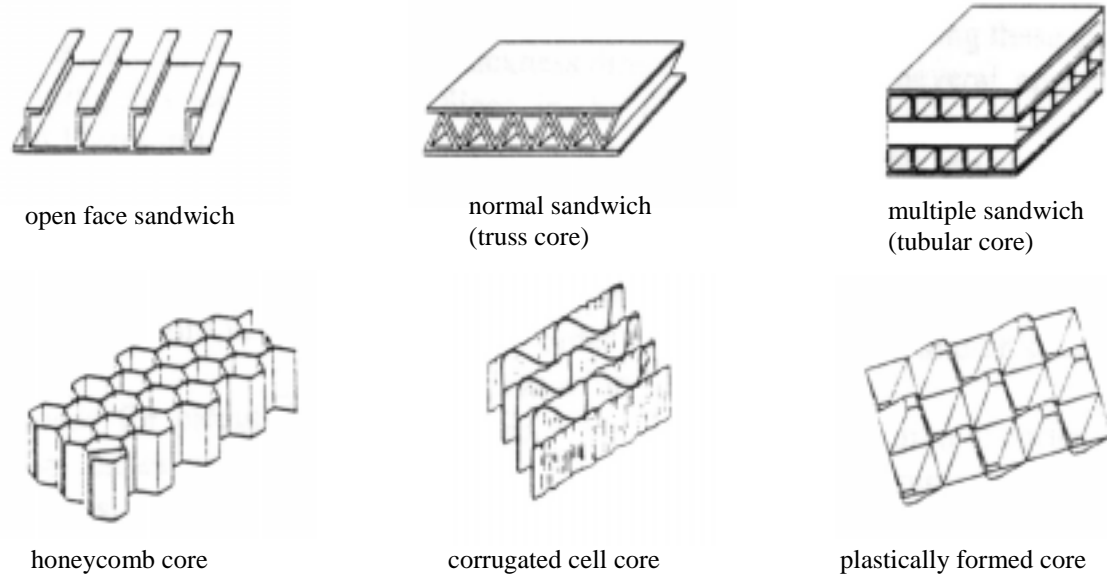 open face sandwich
normal sandwich
(truss core)
multiple sandwich
(tubular core)
honeycomb core
corrugated cell core
plastically formed core